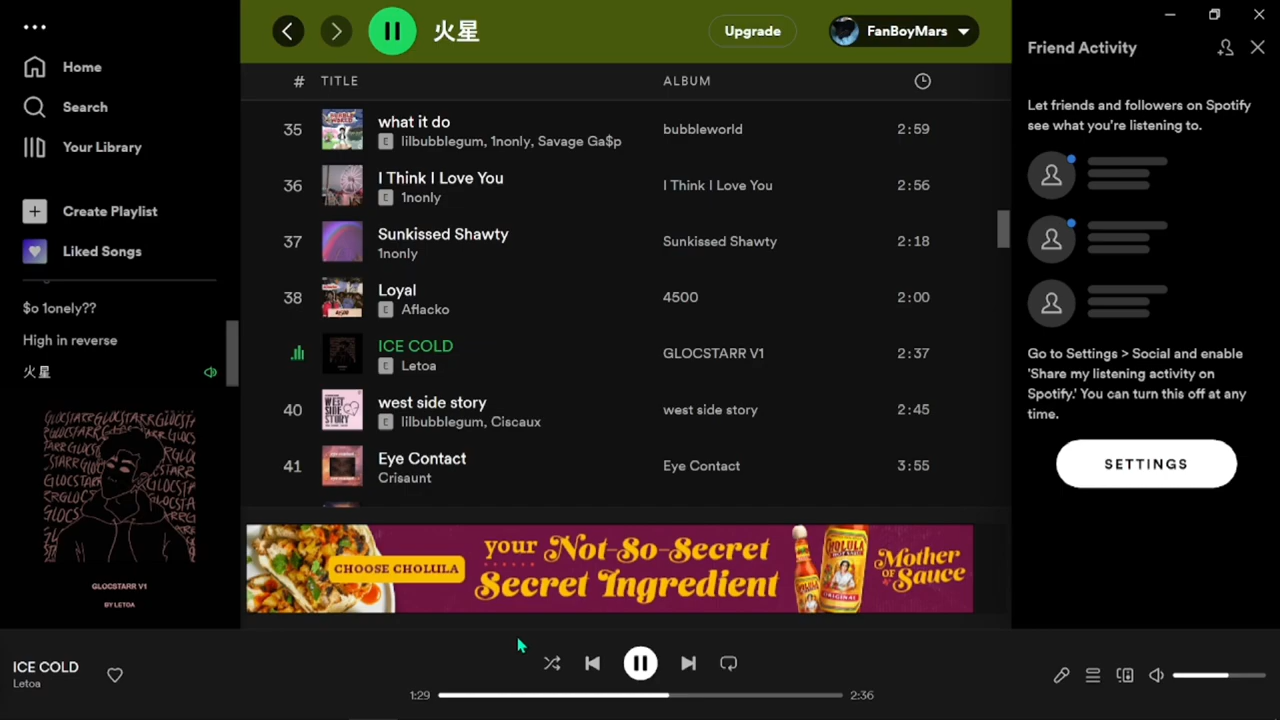 火星
Upgrade
FanBoyMars
Home
Search
Your Library
Create Playlist
Liked Songs
$o 1onely??
High in reverse
火星
GLOCSTARR V1
BY LETOA
# TITLE ALBUM
35 what it do bubbleworld 2:59
E lilbubblegum, 1nonly, Savage Ga$p
36 I Think I Love You I Think I Love You 2:56
E 1nonly
37 Sunkissed Shawty Sunkissed Shawty 2:18
1nonly
38 Loyal 4500 2:00
E Aflacko
ICE COLD GLOCSTARR V1 2:37
E Letoa
40 west side story west side story 2:45
E lilbubblegum, Ciscaux
41 Eye Contact Eye Contact 3:55
Crisaunt
CHOOSE CHOLULA
your Not-So-Secret
Secret Ingredient
CHOLULA
ORIGINAL
Mother
OF Sauce
Friend Activity
Let friends and followers on Spotify
see what you're listening to.
Go to Settings > Social and enable
'Share my listening activity on
Spotify.' You can turn this off at any
time.
SETTINGS
ICE COLD
Letoa
1:29 2:36